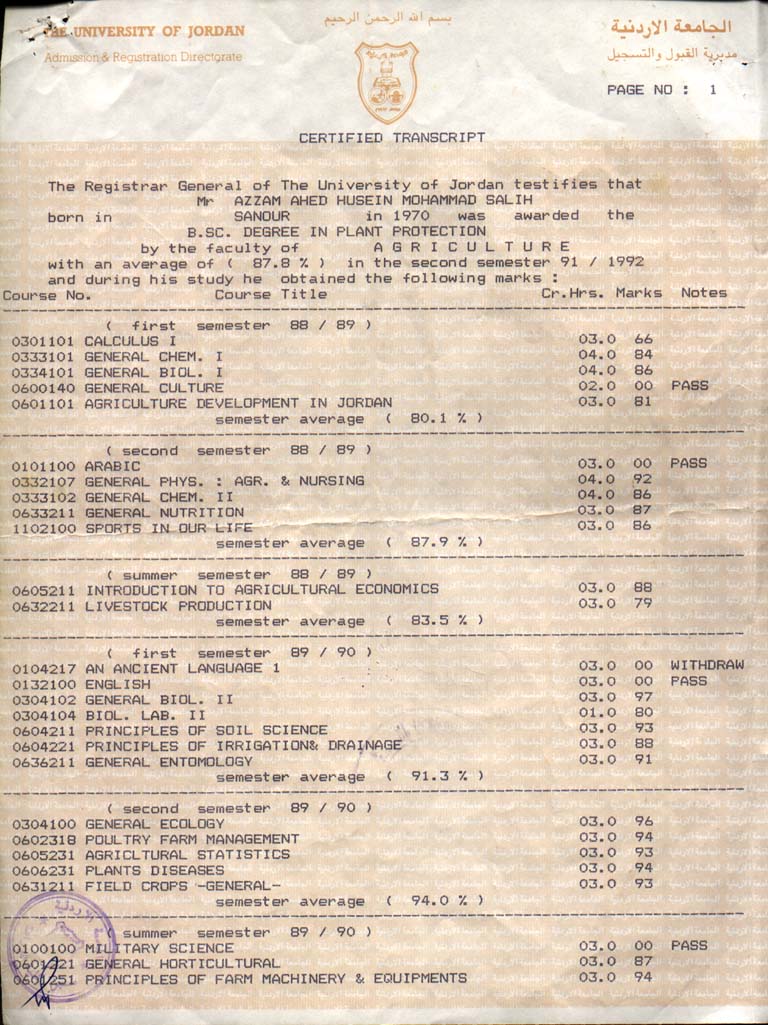 بسم الله الرحمن الرحيم
THE UNIVERSITY OF JORDAN
الجامعة الاردنية
Admission & Registration Directorate
مديرية القبول والتسجيل
PAGE NO : 1
CERTIFIED TRANSCRIPT
The Registrar General of The University of Jordan testifies that
Mr AZZAM AHED HUSEIN MOHAMMAD SALIH
born in SANOUR in 1970 was awarded the
B.SC. DEGREE IN PLANT PROTECTION
by the faculty of A G R I C U L T U R E
with an average of ( 87.8 % ) in the second semester 91 / 1992
and during his study he obtained the following marks :
Course No. Course Title Cr.Hrs. Marks Notes
( first semester 88 / 89 )
0301101 CALCULUS I 03.0 66
0333101 GENERAL CHEM. I 04.0 84
0334101 GENERAL BIOL. I 04.0 86
0600140 GENERAL CULTURE 02.0 00 PASS
0601101 AGRICULTURE DEVELOPMENT IN JORDAN 03.0 81
semester average ( 80.1 % )
( second semester 88 / 89 )
0101100 ARABIC 03.0 00 PASS
0332107 GENERAL PHYS. : AGR. & NURSING 04.0 92
0333102 GENERAL CHEM. II 04.0 86
0633211 GENERAL NUTRITION 03.0 87
1102100 SPORTS IN OUR LIFE 03.0 86
semester average ( 87.9 % )
( summer semester 88 / 89 )
0605211 INTRODUCTION TO AGRICULTURAL ECONOMICS 03.0 88
0632211 LIVESTOCK PRODUCTION 03.0 79
semester average ( 83.5 % )
( first semester 89 / 90 )
0104217 AN ANCIENT LANGUAGE 1 03.0 00 WITHDRAW
0132100 ENGLISH 03.0 00 PASS
0304102 GENERAL BIOL. II 03.0 97
0304104 BIOL. LAB. II 01.0 80
0604211 PRINCIPLES OF SOIL SCIENCE 03.0 93
0604221 PRINCIPLES OF IRRIGATION& DRAINAGE 03.0 88
0636211 GENERAL ENTOMOLOGY 03.0 91
semester average ( 91.3 % )
( second semester 89 / 90 )
0304100 GENERAL ECOLOGY 03.0 96
0602318 POULTRY FARM MANAGEMENT 03.0 94
0605231 AGRICLTURAL STATISTICS 03.0 93
0606231 PLANTS DISEASES 03.0 94
0631211 FIELD CROPS -GENERAL- 03.0 93
semester average ( 94.0 % )
( summer semester 89 / 90 )
0100100 MILITARY SCIENCE 03.0 00 PASS
0601221 GENERAL HORTICULTURAL 03.0 87
0601251 PRINCIPLES OF FARM MACHINERY & EQUIPMENTS 03.0 94